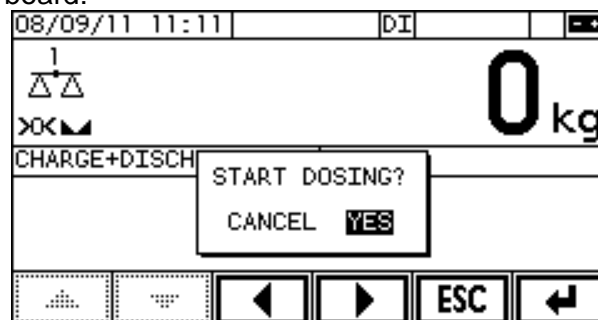 board.
08/09/11 11:11 DI
1
0 kg
CHARGE+DISCH
START DOSING?
CANCEL YES
ESC